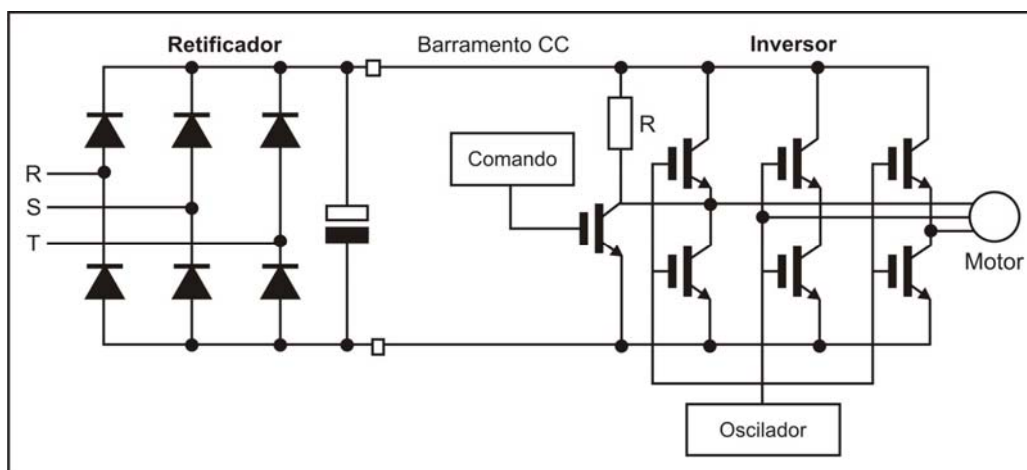 Retificador
Barramento CC
Inversor
R
Comando
R
S
T
Motor
Oscilador